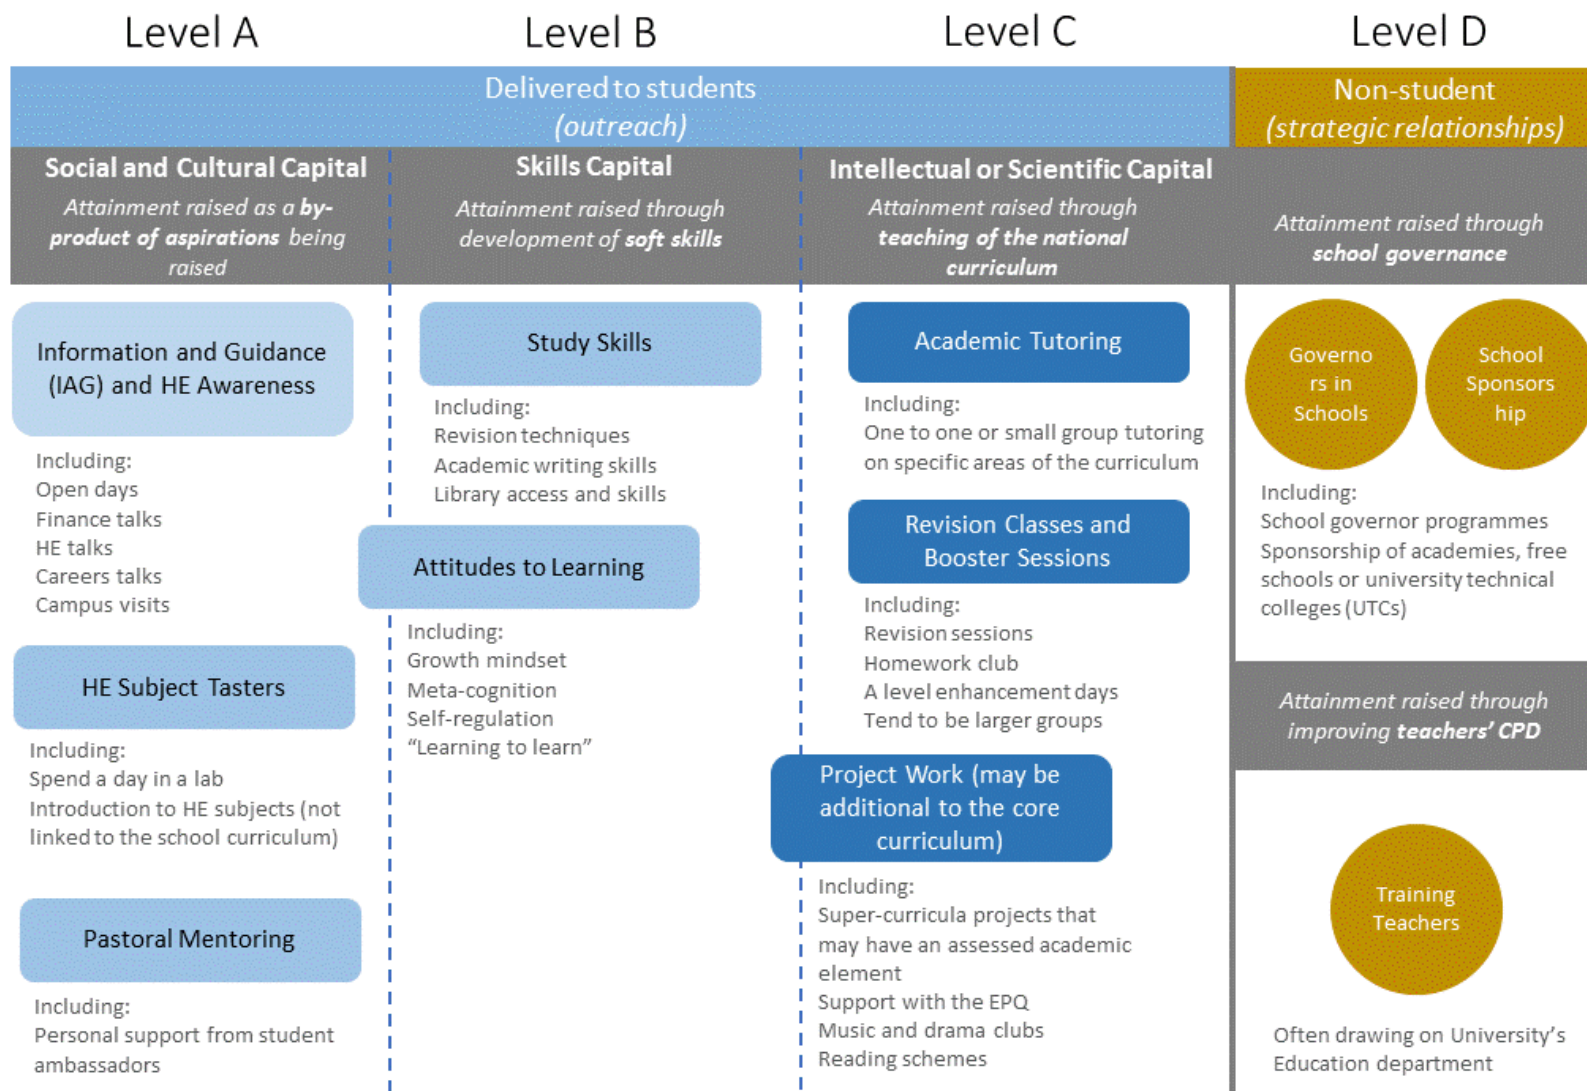 Level A
Level B
Level C
Level D
Delivered to students
(outreach)
Non-student
(strategic relationships)
Social and Cultural Capital
Attainment raised as a by-
product of aspirations being
raised
Skills Capital
Attainment raised through
development of soft skills
Intellectual or Scientific Capital
Attainment raised through
teaching of the national
curriculum
Attainment raised through
school governance
Information and Guidance
(IAG) and HE Awareness
Including:
Open days
Finance talks
HE talks
Careers talks
Campus visits
HE Subject Tasters
Including:
Spend a day in a lab
Introduction to HE subjects (not
linked to the school curriculum)
Pastoral Mentoring
Including:
Personal support from student
ambassadors
Study Skills
Including:
Revision techniques
Academic writing skills
Library access and skills
Attitudes to Learning
Including:
Growth mindset
Meta-cognition
Self-regulation
“Learning to learn”
Academic Tutoring
Including:
One to one or small group tutoring
on specific areas of the curriculum
Revision Classes and
Booster Sessions
Including:
Revision sessions
Homework club
A level enhancement days
Tend to be larger groups
Project Work (may be
additional to the core
curriculum)
Including:
Super-curricula projects that
may have an assessed academic
element
Support with the EPQ
Music and drama clubs
Reading schemes
Governo
rs in
Schools
School
Sponsors
hip
Including:
School governor programmes
Sponsorship of academies, free
schools or university technical
colleges (UTCs)
Attainment raised through
improving teachers’ CPD
Training
Teachers
Often drawing on University’s
Education department